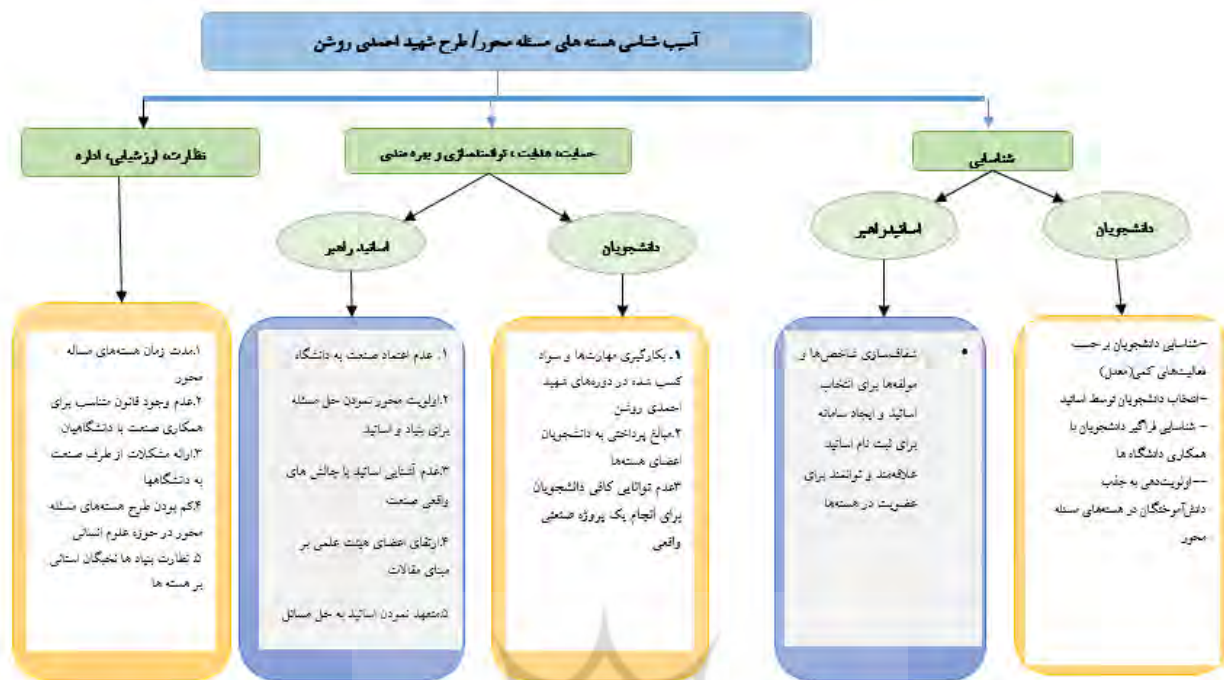 آسیب شناسی هسته های مسئله محور/ طرح شهید احمدی روشن
شناسایی
حمایت، هدایت، توانمندسازی و بهره مندی
نظارت، ارزشیابی، اداره
دانشجویان
اساتید راهبر
دانشجویان
اساتید راهبر
-شناسایی دانشجویان بر حسب
فعالیت‌های کمی(معدل)
-انتخاب دانشجویان توسط اساتید
- شناسایی فراگیر دانشجویان با
همکاری دانشگاه ها
--اولویت‌دهی به جذب
دانش‌آموختگان در هسته‌های مسئله
محور
• شفاف‌سازی شاخص‌ها و
مولفه‌ها برای انتخاب
اساتید و ایجاد سامانه
برای ثبت نام اساتید
علاقه‌مند و توانمند برای
عضویت در هسته‌ها
۱. بکارگیری مهارت‌ها و سواد
کسب شده در دوره‌های شهید
احمدی روشن
۲.مبالغ پرداختی به دانشجویان
اعضای هسته‌ها
۳عدم توانایی کافی دانشجویان
برای انجام یک پروژه صنعتی
واقعی
۱. عدم اعتماد صنعت به دانشگاه
۲.اولویت محور نمودن حل مسئله
برای بنیاد و اساتید
۳.عدم آشنایی اساتید با چالش های
واقعی صنعت
۴.ارتقای اعضای هیئت علمی بر
مبنای مقالات
۵.متعهد نمودن اساتید به حل مسائل
۱.مدت زمان هسته‌های مساله
محور
۲.عدم وجود قانون متناسب برای
همکاری صنعت با دانشگاهیان
۳.ارائه مشکلات از طرف صنعت
به دانشگاهها
۴.کم بودن طرح هسته‌های مسئله
محور در حوزه علوم انسانی
۵. نظارت بنیاد ها نخبگان استانی
بر هسته ها